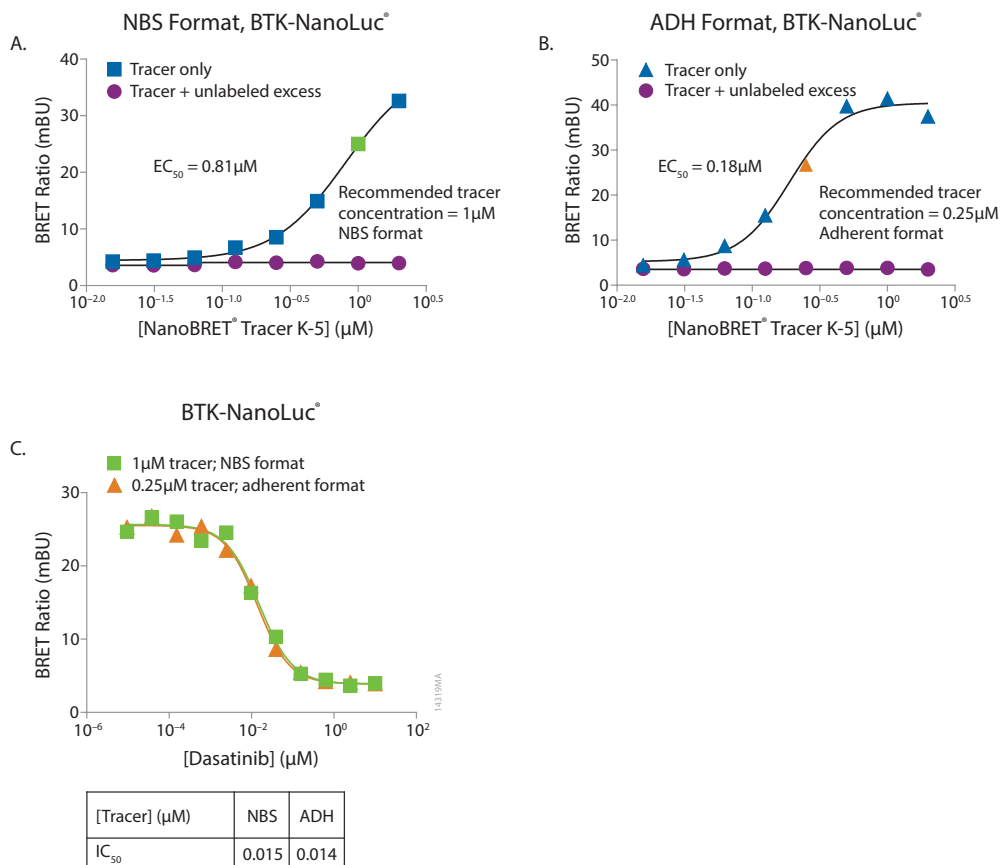 NBS Format, BTK-NanoLuc®
A.
40
30
20
10
0
BRET Ratio (mBU)
Tracer only
Tracer + unlabeled excess
EC50 = 0.81µM
Recommended tracer
concentration = 1µM
NBS format
10–2.0 10–1.5 10–1.0 10–0.5 100 100.5
[NanoBRET® Tracer K-5] (µM)
ADH Format, BTK-NanoLuc®
B.
50
40
30
20
10
0
BRET Ratio (mBU)
Tracer only
Tracer + unlabeled excess
EC50 = 0.18µM
Recommended tracer
concentration = 0.25µM
Adherent format
10–2.0 10–1.5 10–1.0 10–0.5 100 100.5
[NanoBRET® Tracer K-5] (µM)
BTK-NanoLuc®
C.
1µM tracer; NBS format
0.25µM tracer; adherent format
30
20
10
0
BRET Ratio (mBU)
10–6 10–4 10–2 100 102
[Dasatinib] (µM)
14319MA
[Tracer] (µM) NBS ADH
IC50 0.015 0.014